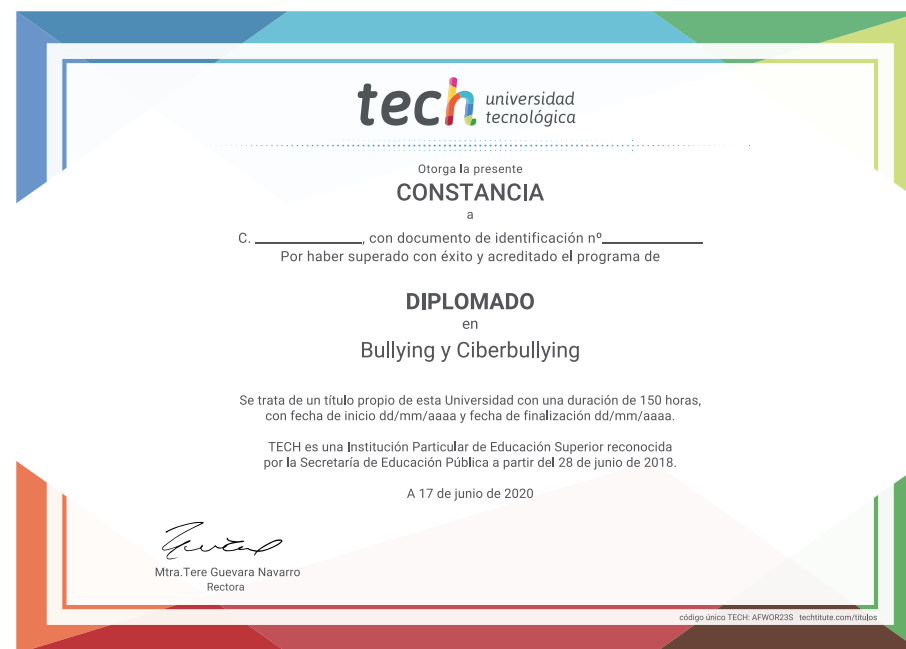 tech universidad
tecnológica
Otorga la presente
CONSTANCIA
a
C. ______________, con documento de identificación nº_____________
Por haber superado con éxito y acreditado el programa de
DIPLOMADO
en
Bullying y Ciberbullying
Se trata de un título propio de esta Universidad con una duración de 150 horas,
con fecha de inicio dd/mm/aaaa y fecha de finalización dd/mm/aaaa.
TECH es una Institución Particular de Educación Superior reconocida
por la Secretaría de Educación Pública a partir del 28 de junio de 2018.
A 17 de junio de 2020
Mtra.Tere Guevara Navarro
Rectora
código único TECH: AFWOR23S techtitute.com/titulos